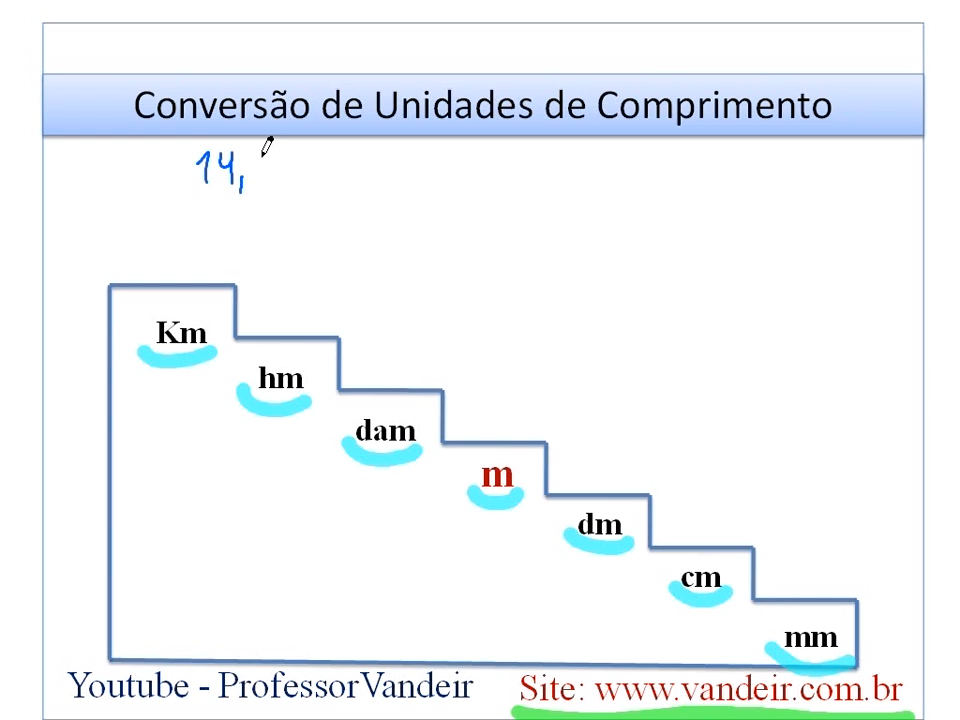 Conversão de Unidades de Comprimento
14,
Km
hm
dam
m
dm
cm
mm
Youtube - ProfessorVandeir
Site: www.vandeir.com.br